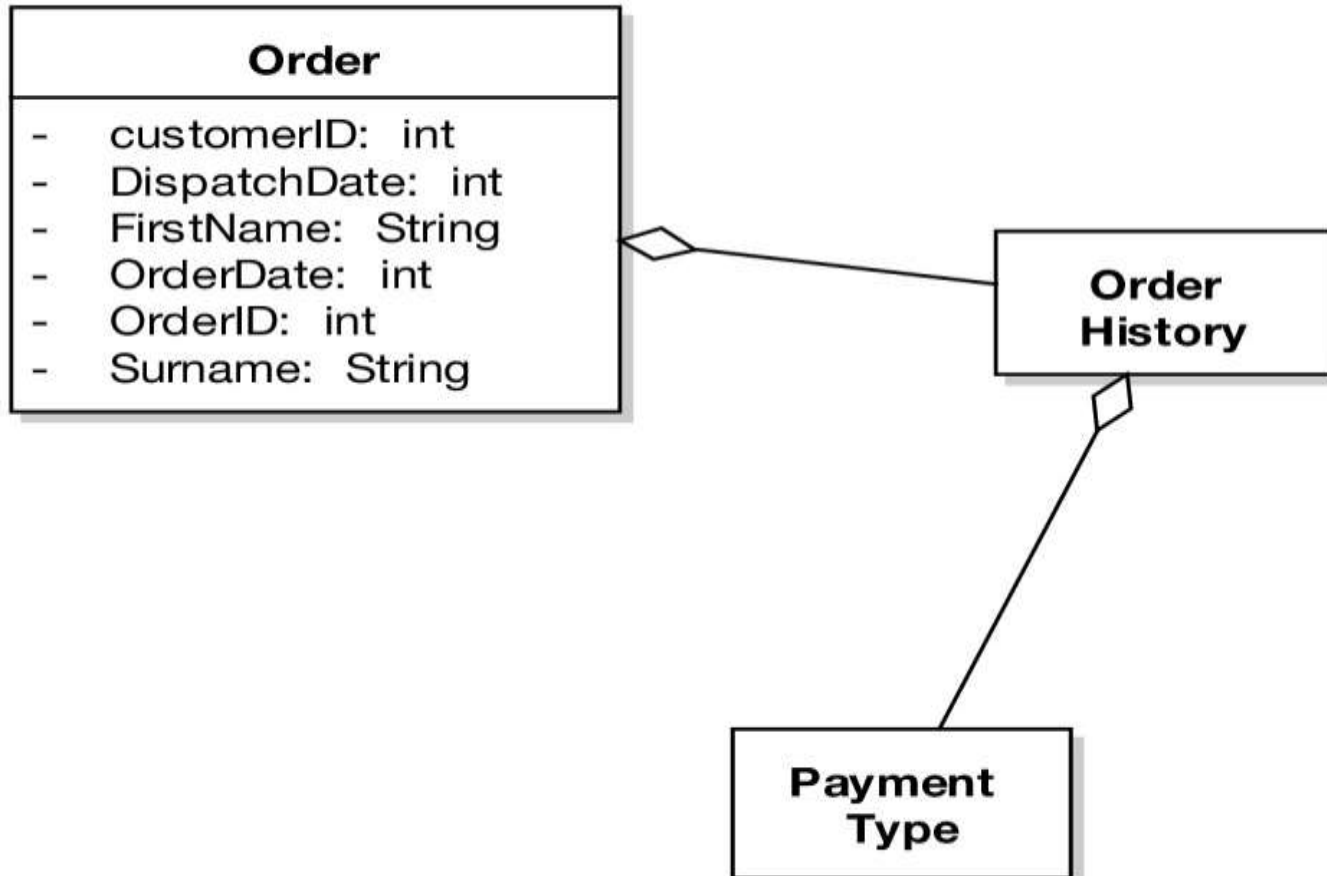 Order
- customerID: int
- DispatchDate: int
- FirstName: String
- OrderDate: int
- OrderID: int
- Surname: String
Order
History
Payment
Type